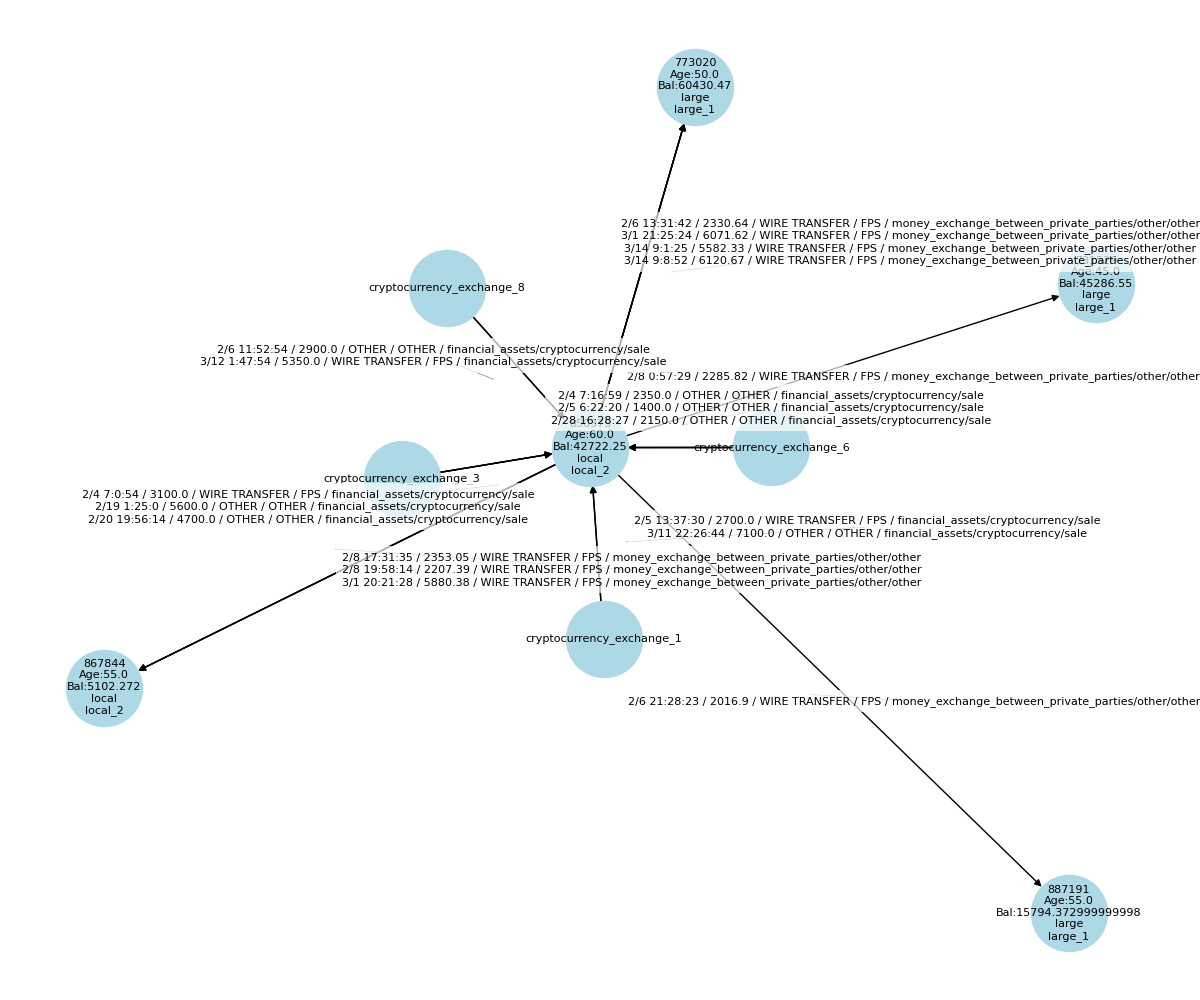 773020
Age:50.0
Bal:60430.47
large
large_1
2/6 13:31:42 / 2330.64 / WIRE TRANSFER / FPS / money_exchange_between_private_parties/other/other
3/1 21:25:24 / 6071.62 / WIRE TRANSFER / FPS / money_exchange_between_private_parties/other/other
3/14 9:1:25 / 5582.33 / WIRE TRANSFER / FPS / money_exchange_between_private_parties/other/other
3/14 9:8:52 / 6120.67 / WIRE TRANSFER / FPS / money_exchange_between_private_parties/other/other
Age:45.0
Bal:45286.55
large
large_1
cryptocurrency_exchange_8
2/6 11:52:54 / 2900.0 / OTHER / OTHER / financial_assets/cryptocurrency/sale
3/12 1:47:54 / 5350.0 / WIRE TRANSFER / FPS / financial_assets/cryptocurrency/sale
2/8 0:57:29 / 2285.82 / WIRE TRANSFER / FPS / money_exchange_between_private_parties/other/other
2/4 7:16:59 / 2350.0 / OTHER / OTHER / financial_assets/cryptocurrency/sale
2/5 6:22:20 / 1400.0 / OTHER / OTHER / financial_assets/cryptocurrency/sale
2/28 16:28:27 / 2150.0 / OTHER / OTHER / financial_assets/cryptocurrency/sale
Age:60.0
Bal:42722.25
local
local_2
cryptocurrency_exchange_6
cryptocurrency_exchange_3
2/4 7:0:54 / 3100.0 / WIRE TRANSFER / FPS / financial_assets/cryptocurrency/sale
2/19 1:25:0 / 5600.0 / OTHER / OTHER / financial_assets/cryptocurrency/sale
2/20 19:56:14 / 4700.0 / OTHER / OTHER / financial_assets/cryptocurrency/sale
2/5 13:37:30 / 2700.0 / WIRE TRANSFER / FPS / financial_assets/cryptocurrency/sale
3/11 22:26:44 / 7100.0 / OTHER / OTHER / financial_assets/cryptocurrency/sale
2/8 17:31:35 / 2353.05 / WIRE TRANSFER / FPS / money_exchange_between_private_parties/other/other
2/8 19:58:14 / 2207.39 / WIRE TRANSFER / FPS / money_exchange_between_private_parties/other/other
3/1 20:21:28 / 5880.38 / WIRE TRANSFER / FPS / money_exchange_between_private_parties/other/other
cryptocurrency_exchange_1
867844
Age:55.0
Bal:5102.272
local
local_2
2/6 21:28:23 / 2016.9 / WIRE TRANSFER / FPS / money_exchange_between_private_parties/other/other
887191
Age:55.0
Bal:15794.372999999998
large
large_1